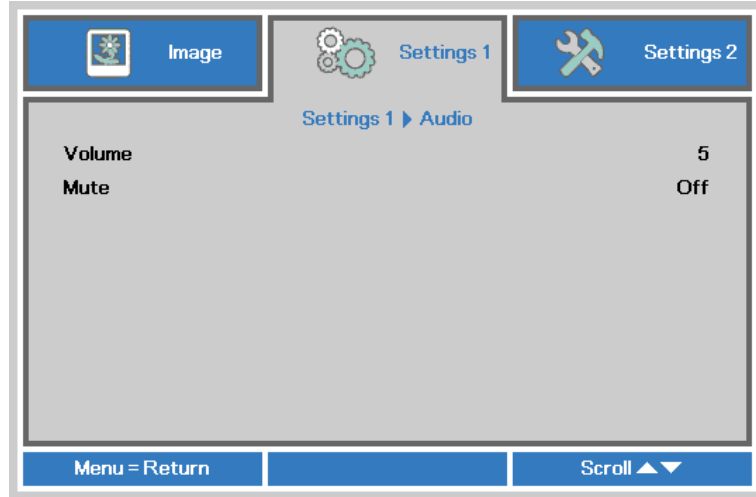 Image
Settings 1
Settings 2
Settings 1 ▶ Audio
Volume 5
Mute Off
Menu = Return
Scroll ▲▼